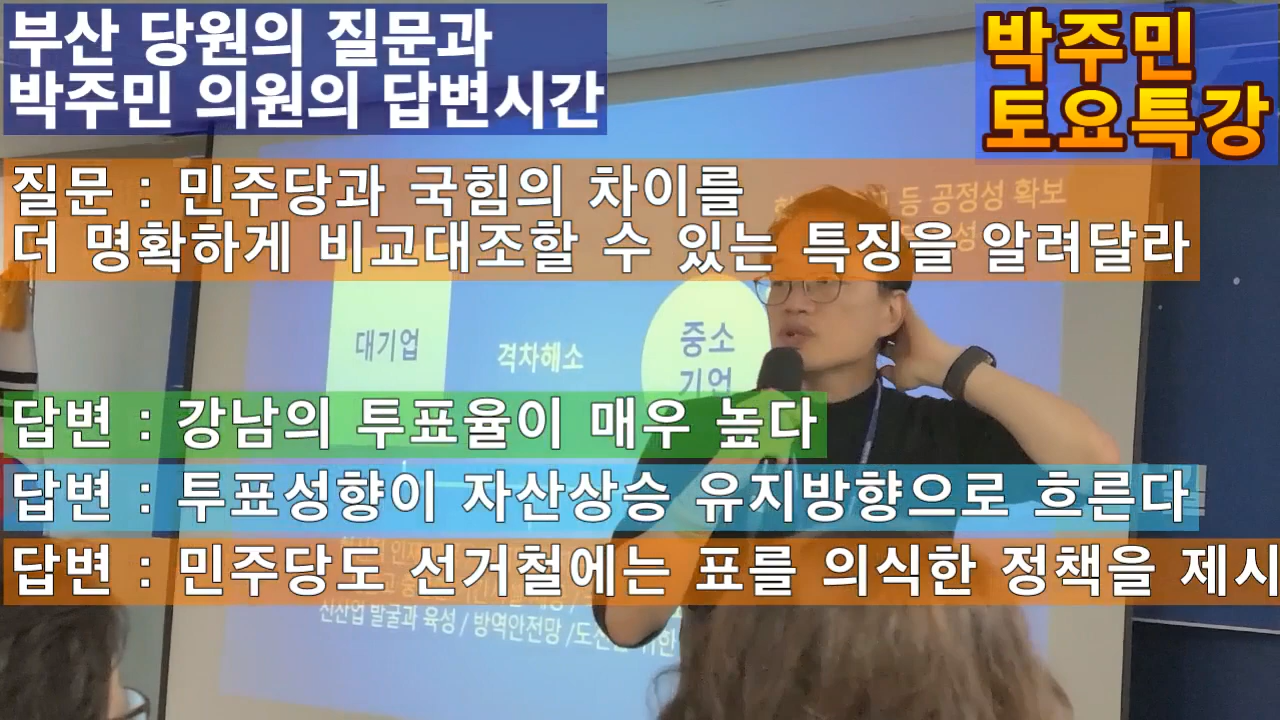 부산 당원의 질문과
박주민 의원의 답변시간
박주민
토요특강
질문 : 민주당과 국힘의 차이를
더 명확하게 비교대조할 수 있는 특징을 알려달라
등 공정성 확보
대기업
격차해소
중소
기업
답변 : 강남의 투표율이 매우 높다
답변 : 투표성향이 자산상승 유지방향으로 흐른다
답변 : 민주당도 선거철에는 표를 의식한 정책을 제시
신산업 발굴과 육성 / 방역안전망 /